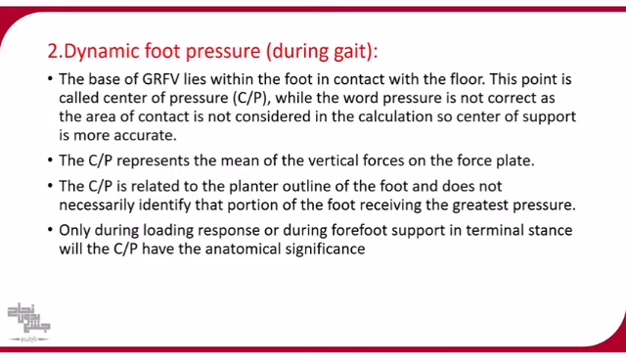 2.Dynamic foot pressure (during gait):
• The base of GRFV lies within the foot in contact with the floor. This point is
called center of pressure (C/P), while the word pressure is not correct as
the area of contact is not considered in the calculation so center of support
is more accurate.
• The C/P represents the mean of the vertical forces on the force plate.
• The C/P is related to the planter outline of the foot and does not
necessarily identify that portion of the foot receiving the greatest pressure.
• Only during loading response or during forefoot support in terminal stance
will the C/P have the anatomical significance